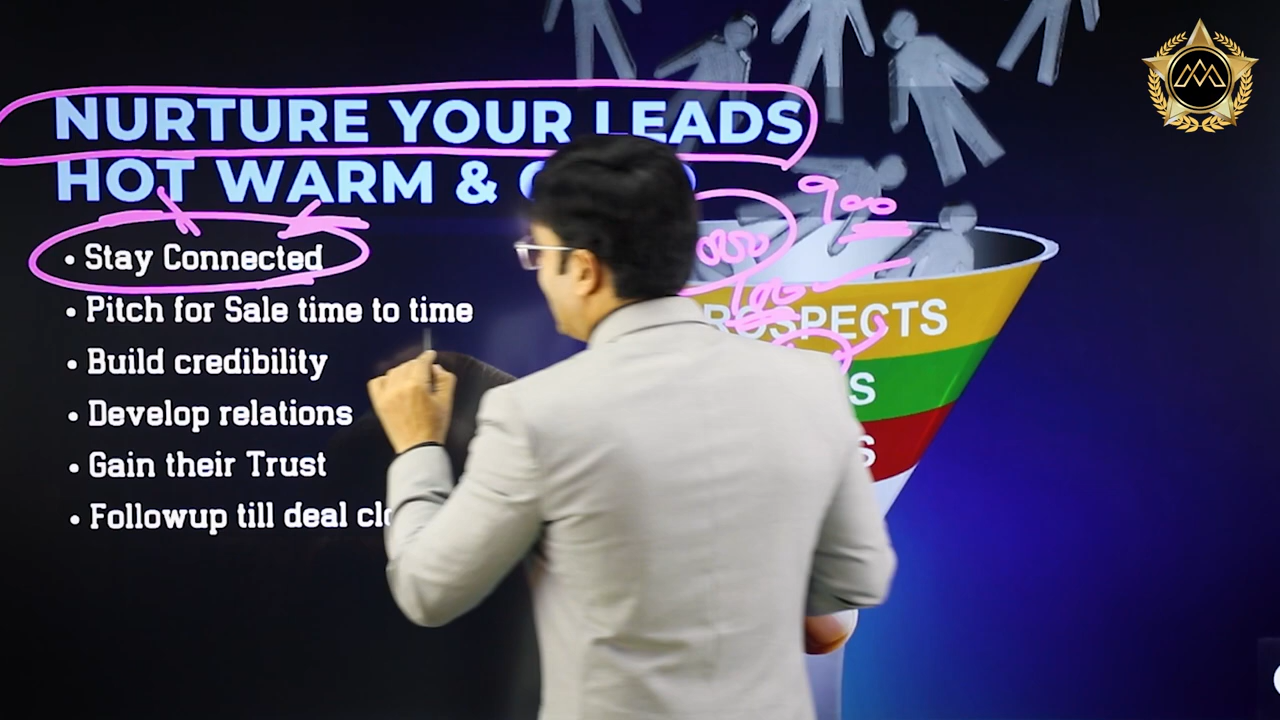 NURTURE YOUR LEADS
HOT WARM &
• Stay Connected
• Pitch for Sale time to time
• Build credibility
• Develop relations
• Gain their Trust
• Followup till deal
900
ROSPECTS
S
S